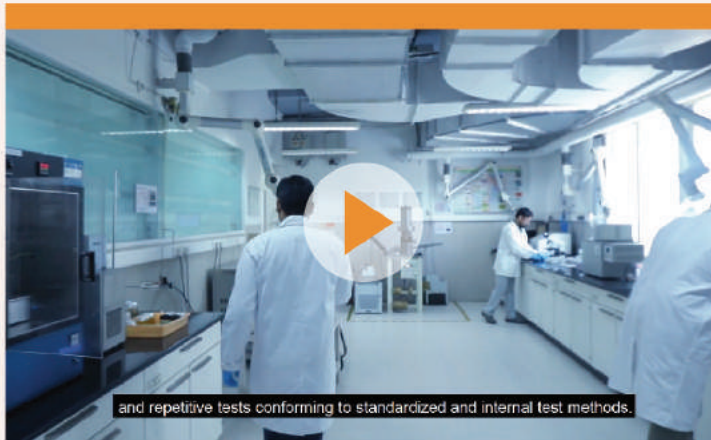 and repetitive tests conforming to standardized and internal test methods.